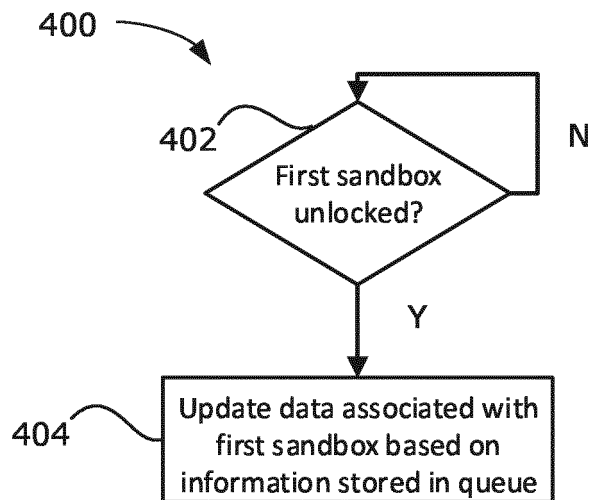 400
402
First sandbox
unlocked?
N
Y
404
Update data associated with
first sandbox based on
information stored in queue